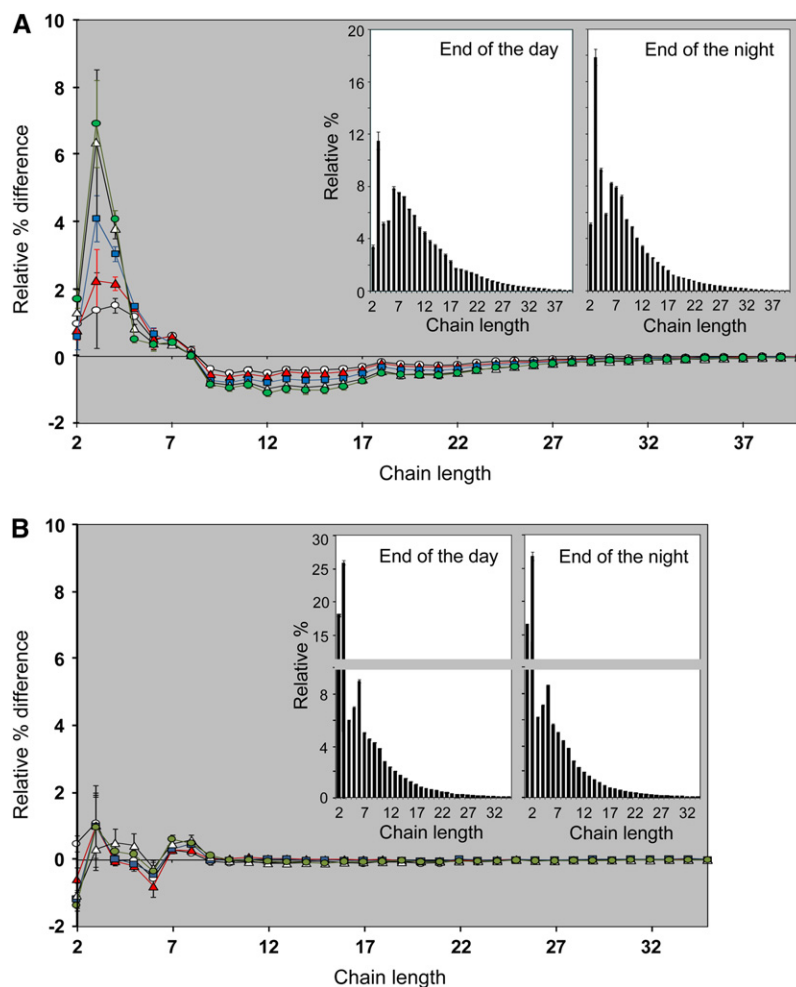 A
Relative % difference
10
8
6
4
2
0
-2
2 7 12 17 22 27 32 37
Chain length
End of the day
Relative %
20
16
12
8
4
0
2 7 12 17 22 27 32 37
Chain length
End of the night
2 7 12 17 22 27 32 37
Chain length
B
Relative % difference
10
8
6
4
2
0
-2
2 7 12 17 22 27 32
Chain length
End of the day
Relative %
30
25
20
15
8
4
0
2 7 12 17 22 27 32
Chain length
End of the night
2 7 12 17 22 27 32
Chain length